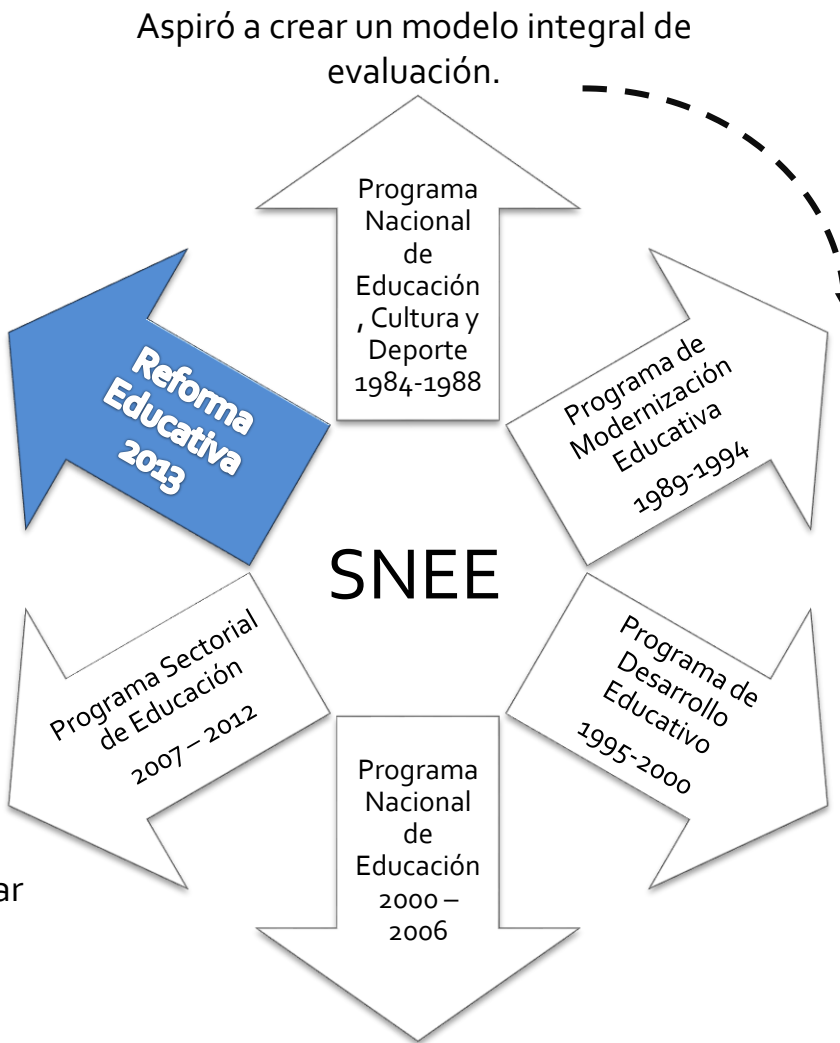 Aspiró a crear un modelo integral de
evaluación.
Programa
Nacional
de
Educación
, Cultura y
Deporte
1984-1988
Programa de
Modernización
Educativa
1989-1994
Programa de
Desarrollo
Educativo
1995-2000
Programa
Nacional
de
Educación
2000 –
2006
Programa Sectorial
de Educación
2007 – 2012
Reforma
Educativa
2013
SNEE